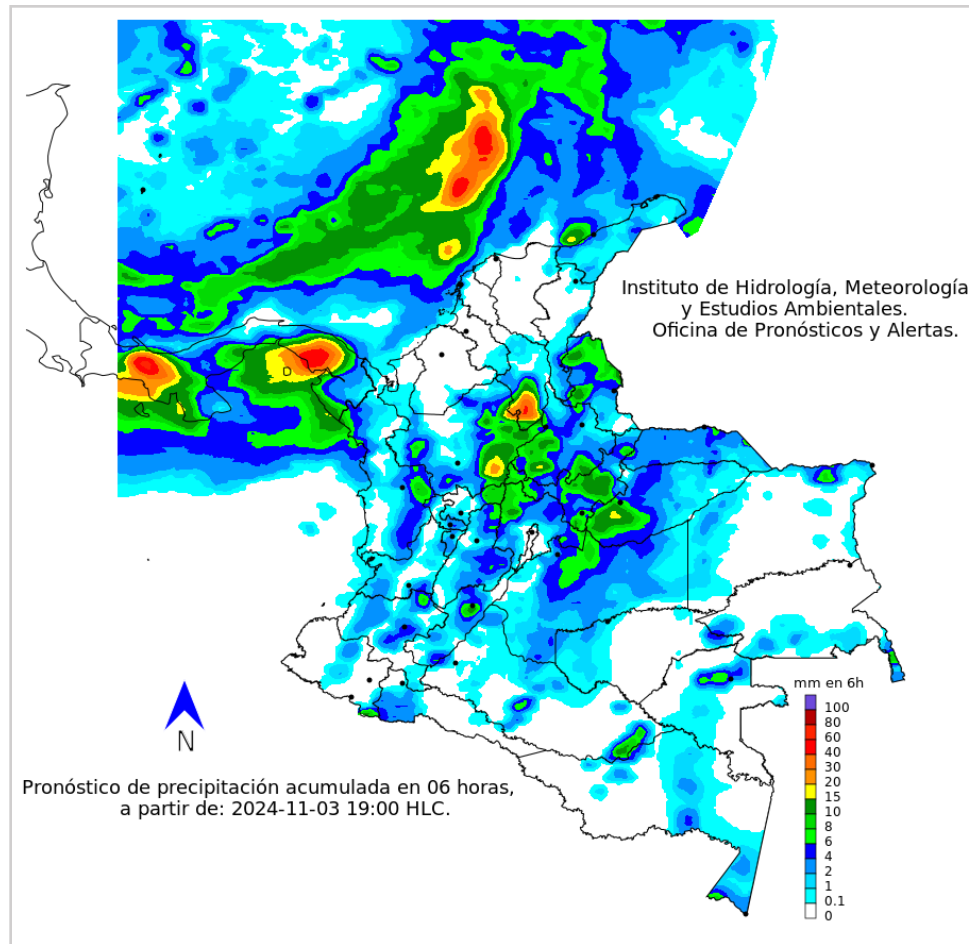 Instituto de Hidrología, Meteorología
y Estudios Ambientales.
Oficina de Pronósticos y Alertas.
mm en 6h
100
80
60
40
30
20
15
10
8
6
4
2
1
0.1
0
N
Pronóstico de precipitación acumulada en 06 horas,
a partir de: 2024-11-03 19:00 HLC.